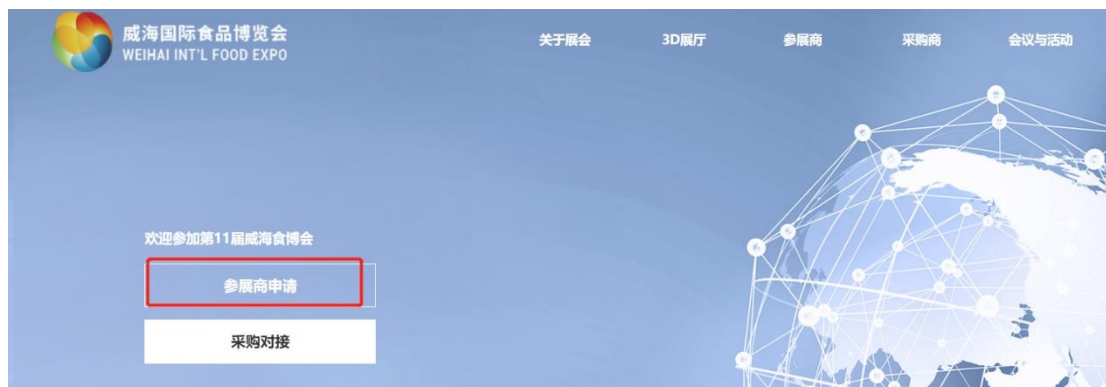 威海国际食品博览会
WEIHAI INT'L FOOD EXPO
关于展会 3D展厅 参展商 采购商 会议与活动
欢迎参加第11届威海食博会
参展商申请
采购对接